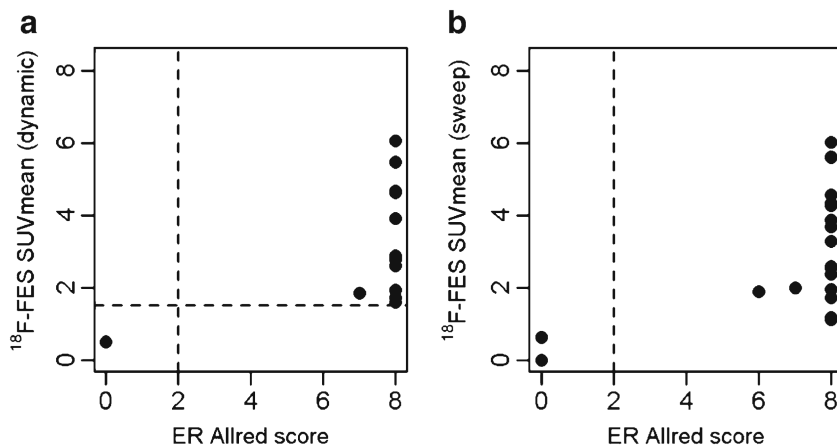 a
8
6
4
2
0
¹⁸F-FES SUVmean (dynamic)
0 2 4 6 8
ER Allred score
b
8
6
4
2
0
¹⁸F-FES SUVmean (sweep)
0 2 4 6 8
ER Allred score